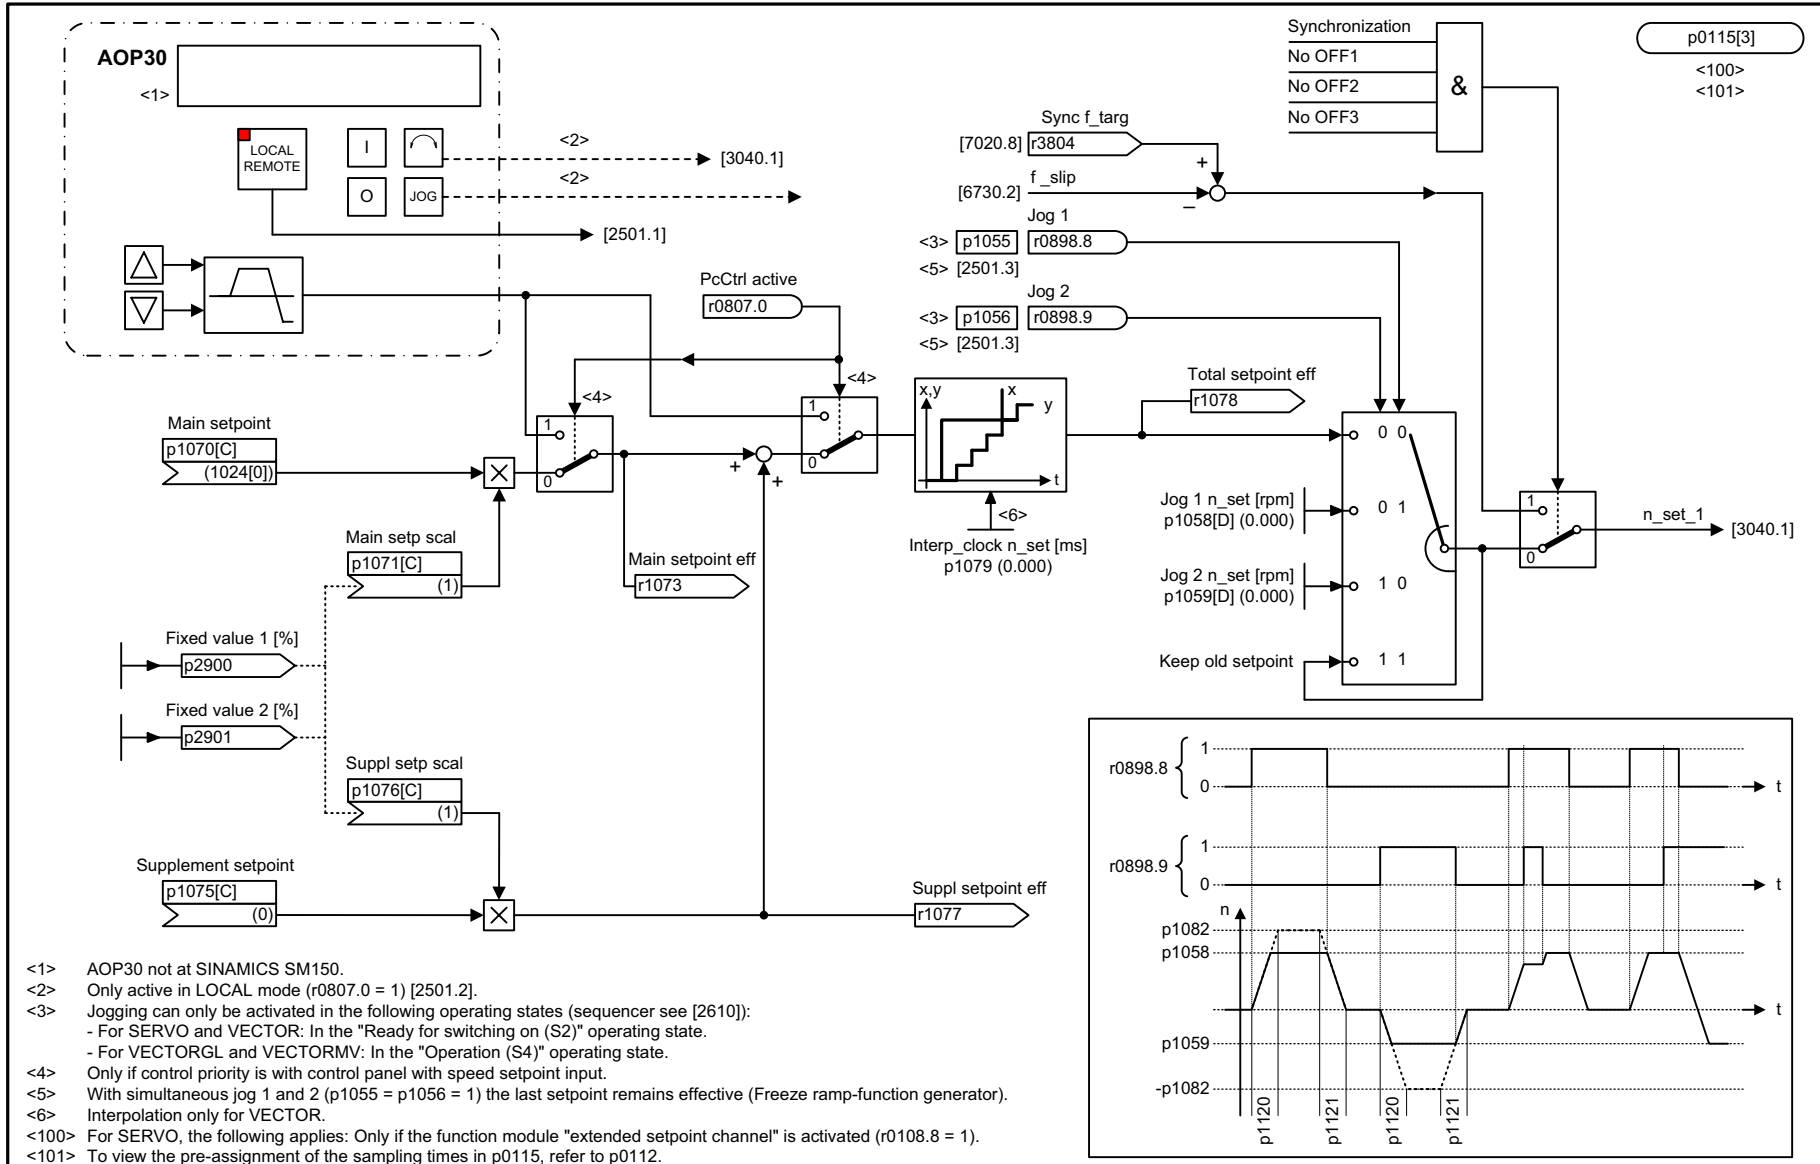 AOP30
<1>
LOCAL
REMOTE
I
O
JOG
<2>
[3040.1]
<2>
[2501.1]
Synchronization
No OFF1
No OFF2
No OFF3
&
p0115[3]
<100>
<101>
Sync f_targ
[7020.8] r3804
+
f _slip
[6730.2]
–
Jog 1
<3> p1055 r0898.8
<5> [2501.3]
Jog 2
<3> p1056 r0898.9
<5> [2501.3]
PcCtrl active
r0807.0
<4>
<4>
1
0
1
0
+
+
Main setpoint
p1070[C]
(1024[0])
Main setp scal
p1071[C]
(1)
Main setpoint eff
r1073
x,y
x
y
t
<6>
Interp_clock n_set [ms]
p1079 (0.000)
Total setpoint eff
r1078
0 0
Jog 1 n_set [rpm]
p1058[D] (0.000)
0 1
Jog 2 n_set [rpm]
p1059[D] (0.000)
1 0
Keep old setpoint
1 1
1
0
n_set_1
[3040.1]
Fixed value 1 [%]
p2900
Fixed value 2 [%]
p2901
Suppl setp scal
p1076[C]
(1)
Supplement setpoint
p1075[C]
(0)
Suppl setpoint eff
r1077
r0898.8
1
0
t
r0898.9
1
0
t
n
p1082
p1058
t
p1059
-p1082
p1120
p1121
p1120
p1121
<1> AOP30 not at SINAMICS SM150.
<2> Only active in LOCAL mode (r0807.0 = 1) [2501.2].
<3> Jogging can only be activated in the following operating states (sequencer see [2610]):
- For SERVO and VECTOR: In the "Ready for switching on (S2)" operating state.
- For VECTORGL and VECTORMV: In the "Operation (S4)" operating state.
<4> Only if control priority is with control panel with speed setpoint input.
<5> With simultaneous jog 1 and 2 (p1055 = p1056 = 1) the last setpoint remains effective (Freeze ramp-function generator).
<6> Interpolation only for VECTOR.
<100> For SERVO, the following applies: Only if the function module "extended setpoint channel" is activated (r0108.8 = 1).
<101> To view the pre-assignment of the sampling times in p0115, refer to p0112.